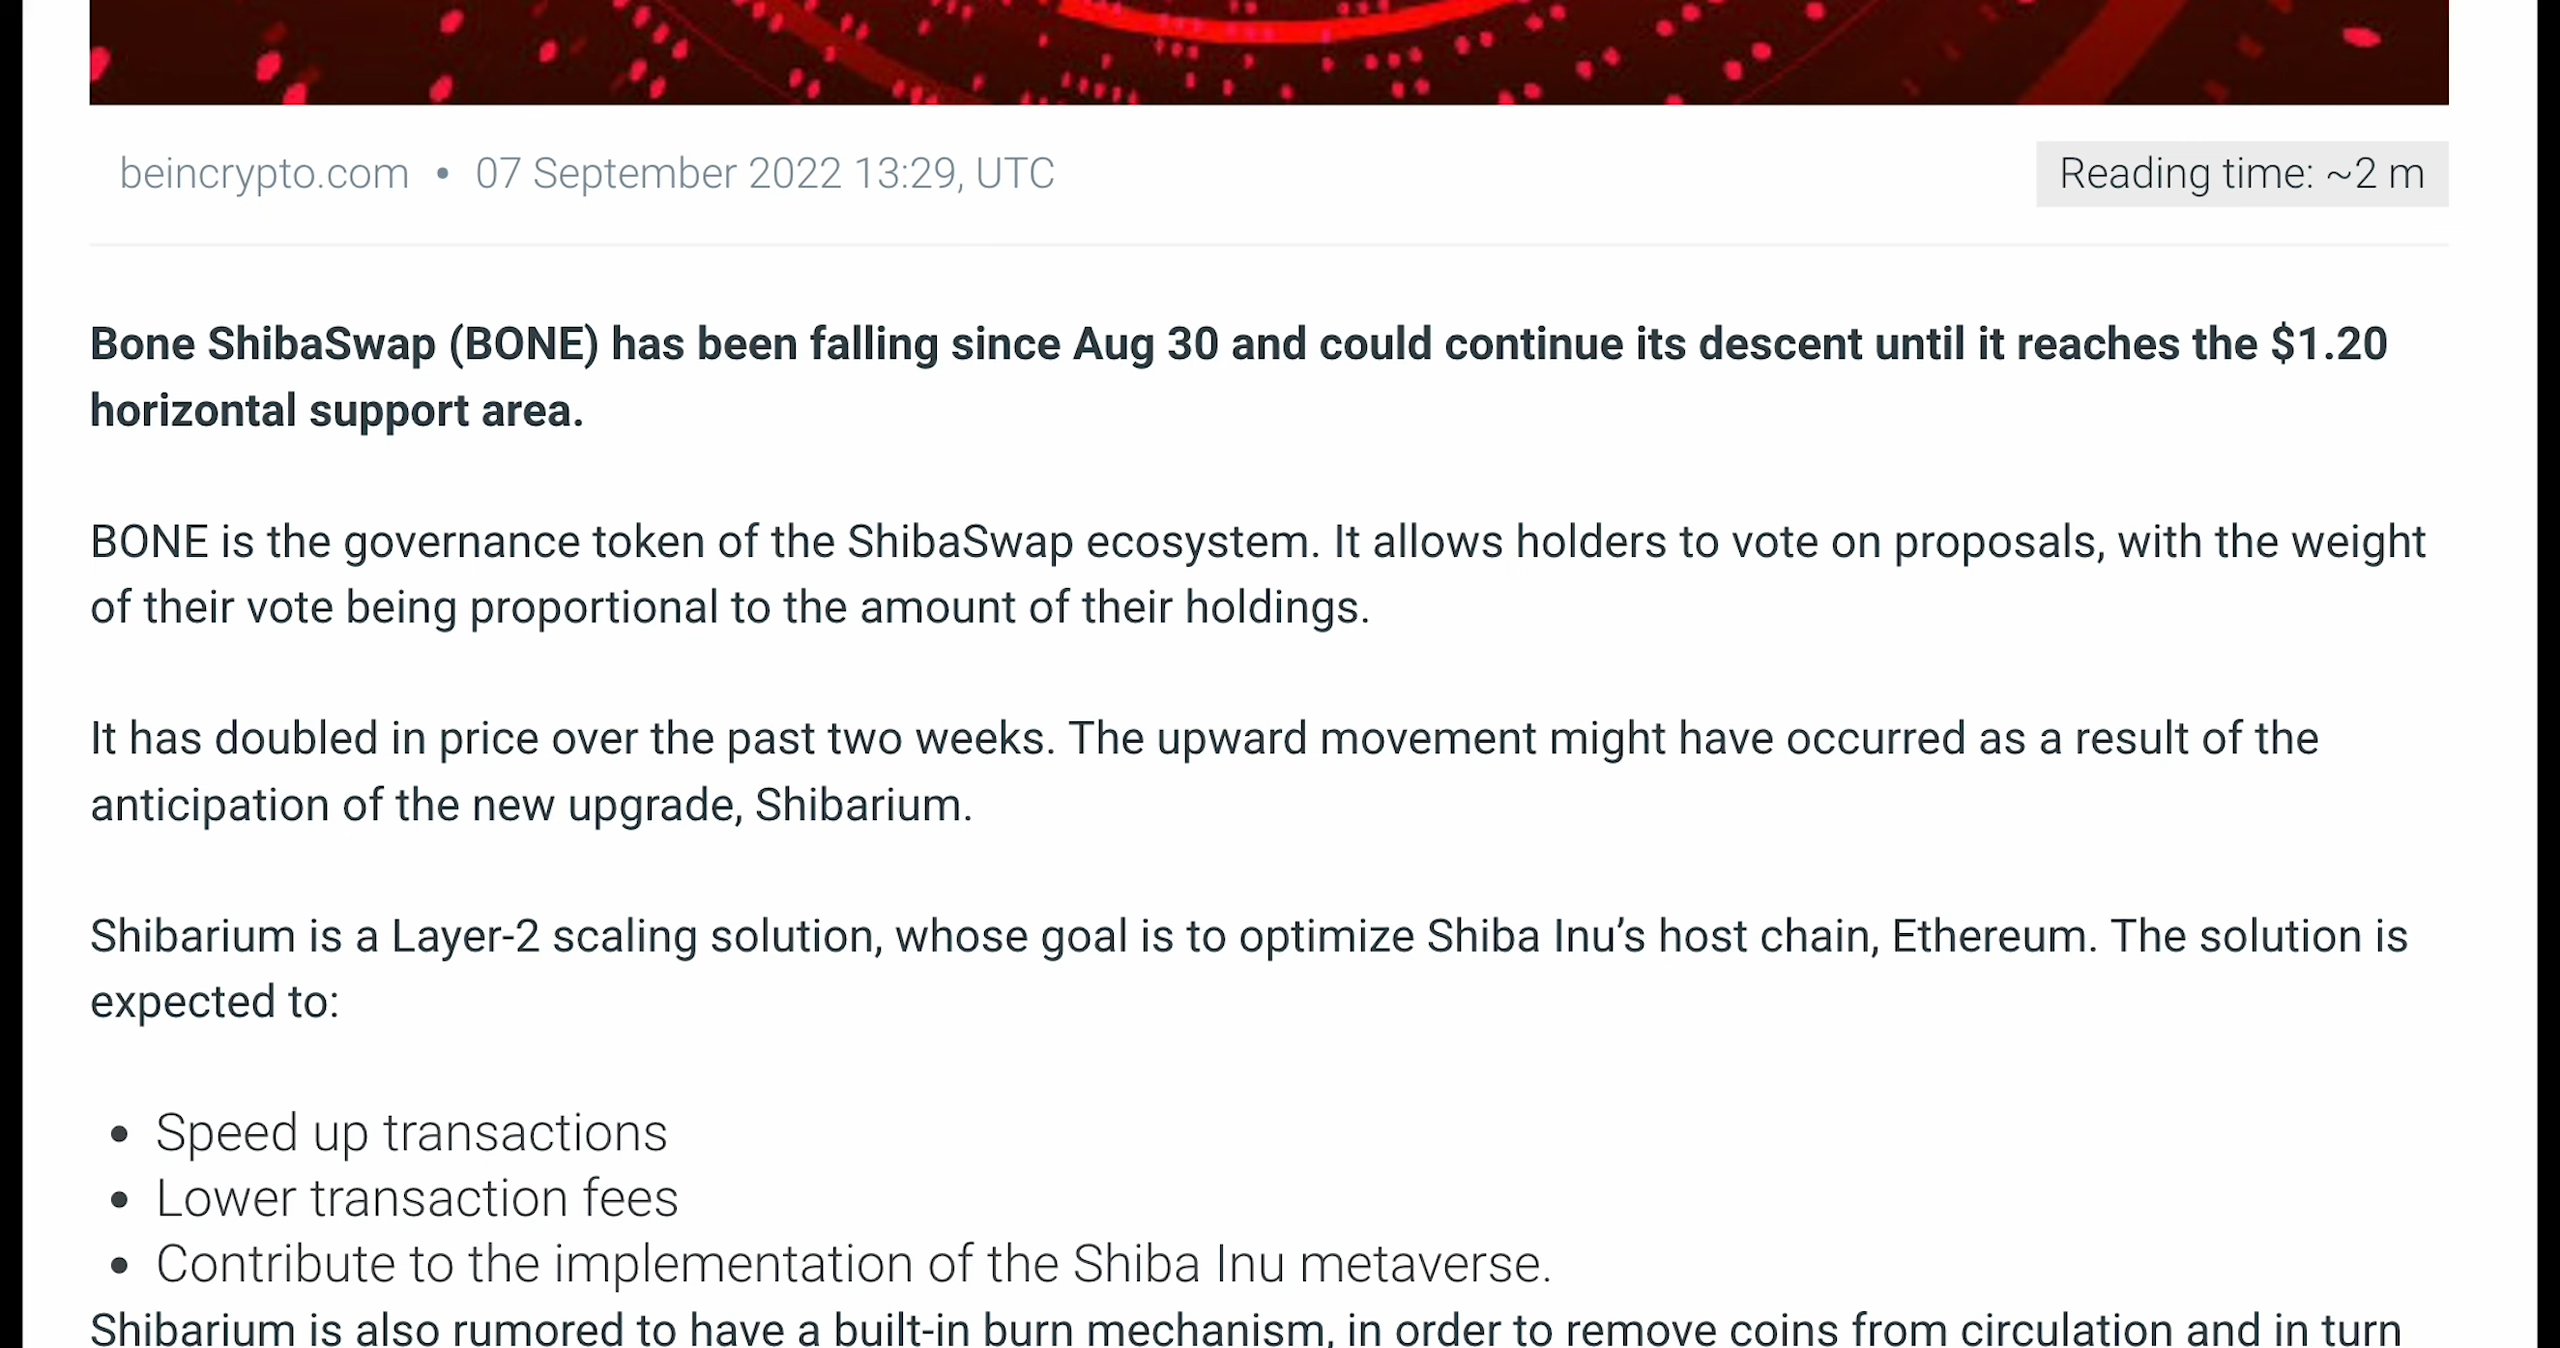 beincrypto.com • 07 September 2022 13:29, UTC
Reading time: ~2 m
Bone ShibaSwap (BONE) has been falling since Aug 30 and could continue its descent until it reaches the $1.20
horizontal support area.
BONE is the governance token of the ShibaSwap ecosystem. It allows holders to vote on proposals, with the weight
of their vote being proportional to the amount of their holdings.
It has doubled in price over the past two weeks. The upward movement might have occurred as a result of the
anticipation of the new upgrade, Shibarium.
Shibarium is a Layer-2 scaling solution, whose goal is to optimize Shiba Inu’s host chain, Ethereum. The solution is
expected to:
• Speed up transactions
• Lower transaction fees
• Contribute to the implementation of the Shiba Inu metaverse.
Shibarium is also rumored to have a built-in burn mechanism, in order to remove coins from circulation and in turn